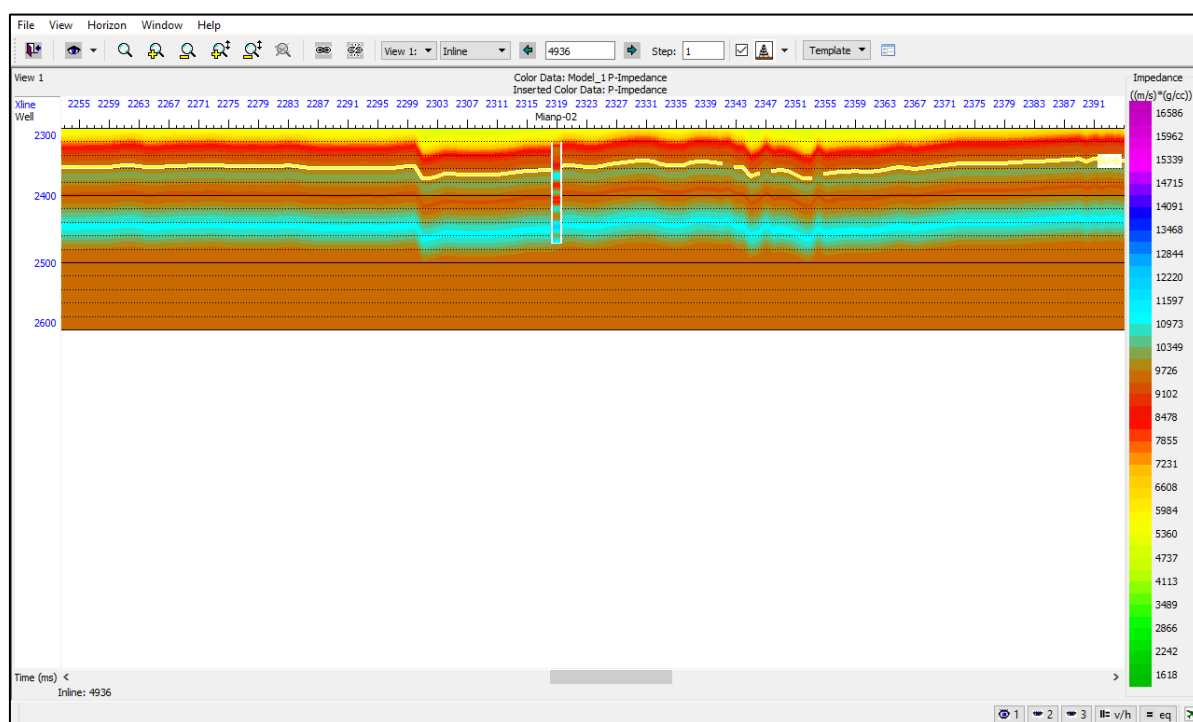 File View Horizon Window Help
View 1: Inline 4936 Step: 1 Template
View 1
Color Data: Model_1 P-Impedance
Inserted Color Data: P-Impedance
Impedance
((m/s)*(g/cc))
Xline 2255 2259 2263 2267 2271 2275 2279 2283 2287 2291 2295 2299 2303 2307 2311 2315 2319 2323 2327 2331 2335 2339 2343 2347 2351 2355 2359 2363 2367 2371 2375 2379 2383 2387 2391
Well Mianp-02
2300
2400
2500
2600
16586
15962
15339
14715
14091
13468
12844
12220
11597
10973
10349
9726
9102
8478
7855
7231
6608
5984
5360
4737
4113
3489
2866
2242
1618
Time (ms) < >
Inline: 4936
1 2 3 v/h = eq